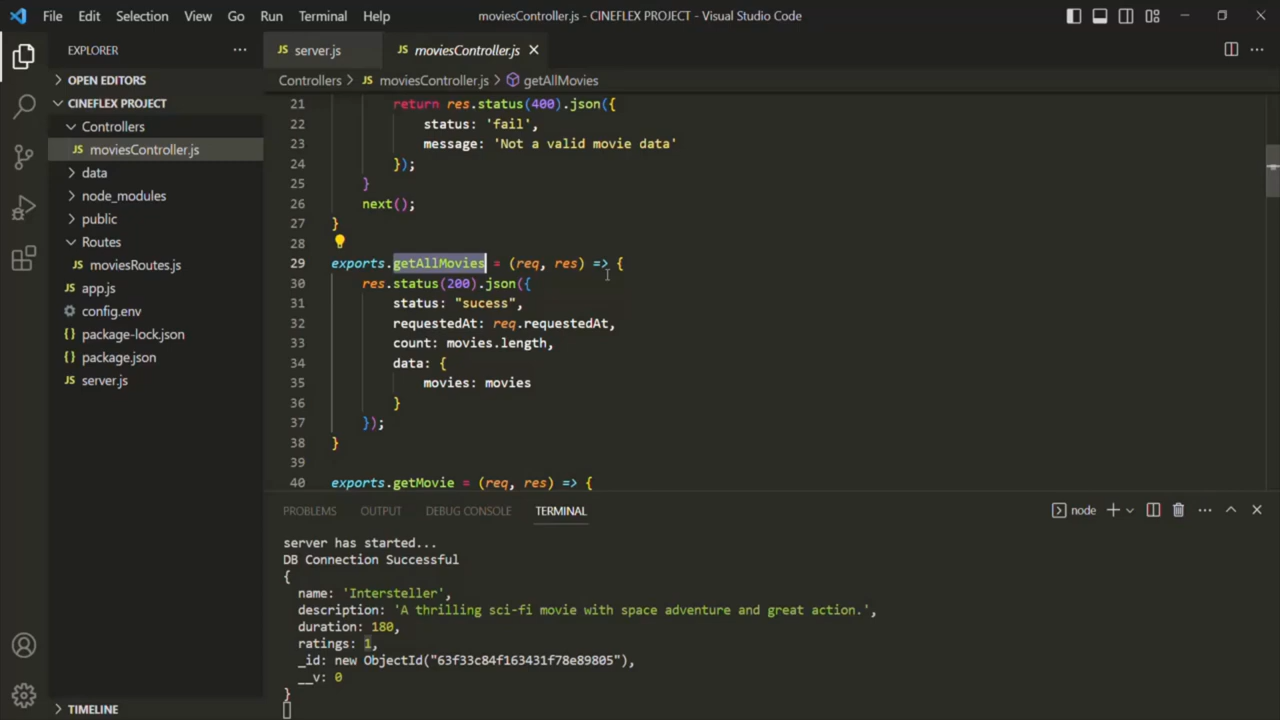 File Edit Selection View Go Run Terminal Help moviesController.js - CINEFLEX PROJECT - Visual Studio Code
EXPLORER
OPEN EDITORS
CINEFLEX PROJECT
Controllers
JS moviesController.js
data
node_modules
public
Routes
JS moviesRoutes.js
JS app.js
config.env
{} package-lock.json
{} package.json
JS server.js
TIMELINE
JS server.js JS moviesController.js
Controllers > JS moviesController.js > getAllMovies
21 return res.status(400).json({
22 status: 'fail',
23 message: 'Not a valid movie data'
24 });
25 }
26 next();
27 }
28
29 exports.getAllMovies = (req, res) => {
30 res.status(200).json({
31 status: "sucess",
32 requestedAt: req.requestedAt,
33 count: movies.length,
34 data: {
35 movies: movies
36 }
37 });
38 }
39
40 exports.getMovie = (req, res) => {
PROBLEMS OUTPUT DEBUG CONSOLE TERMINAL node
server has started...
DB Connection Successful
{
name: 'Intersteller',
description: 'A thrilling sci-fi movie with space adventure and great action.',
duration: 180,
ratings: 1,
_id: new ObjectId("63f33c84f163431f78e89805"),
__v: 0
}